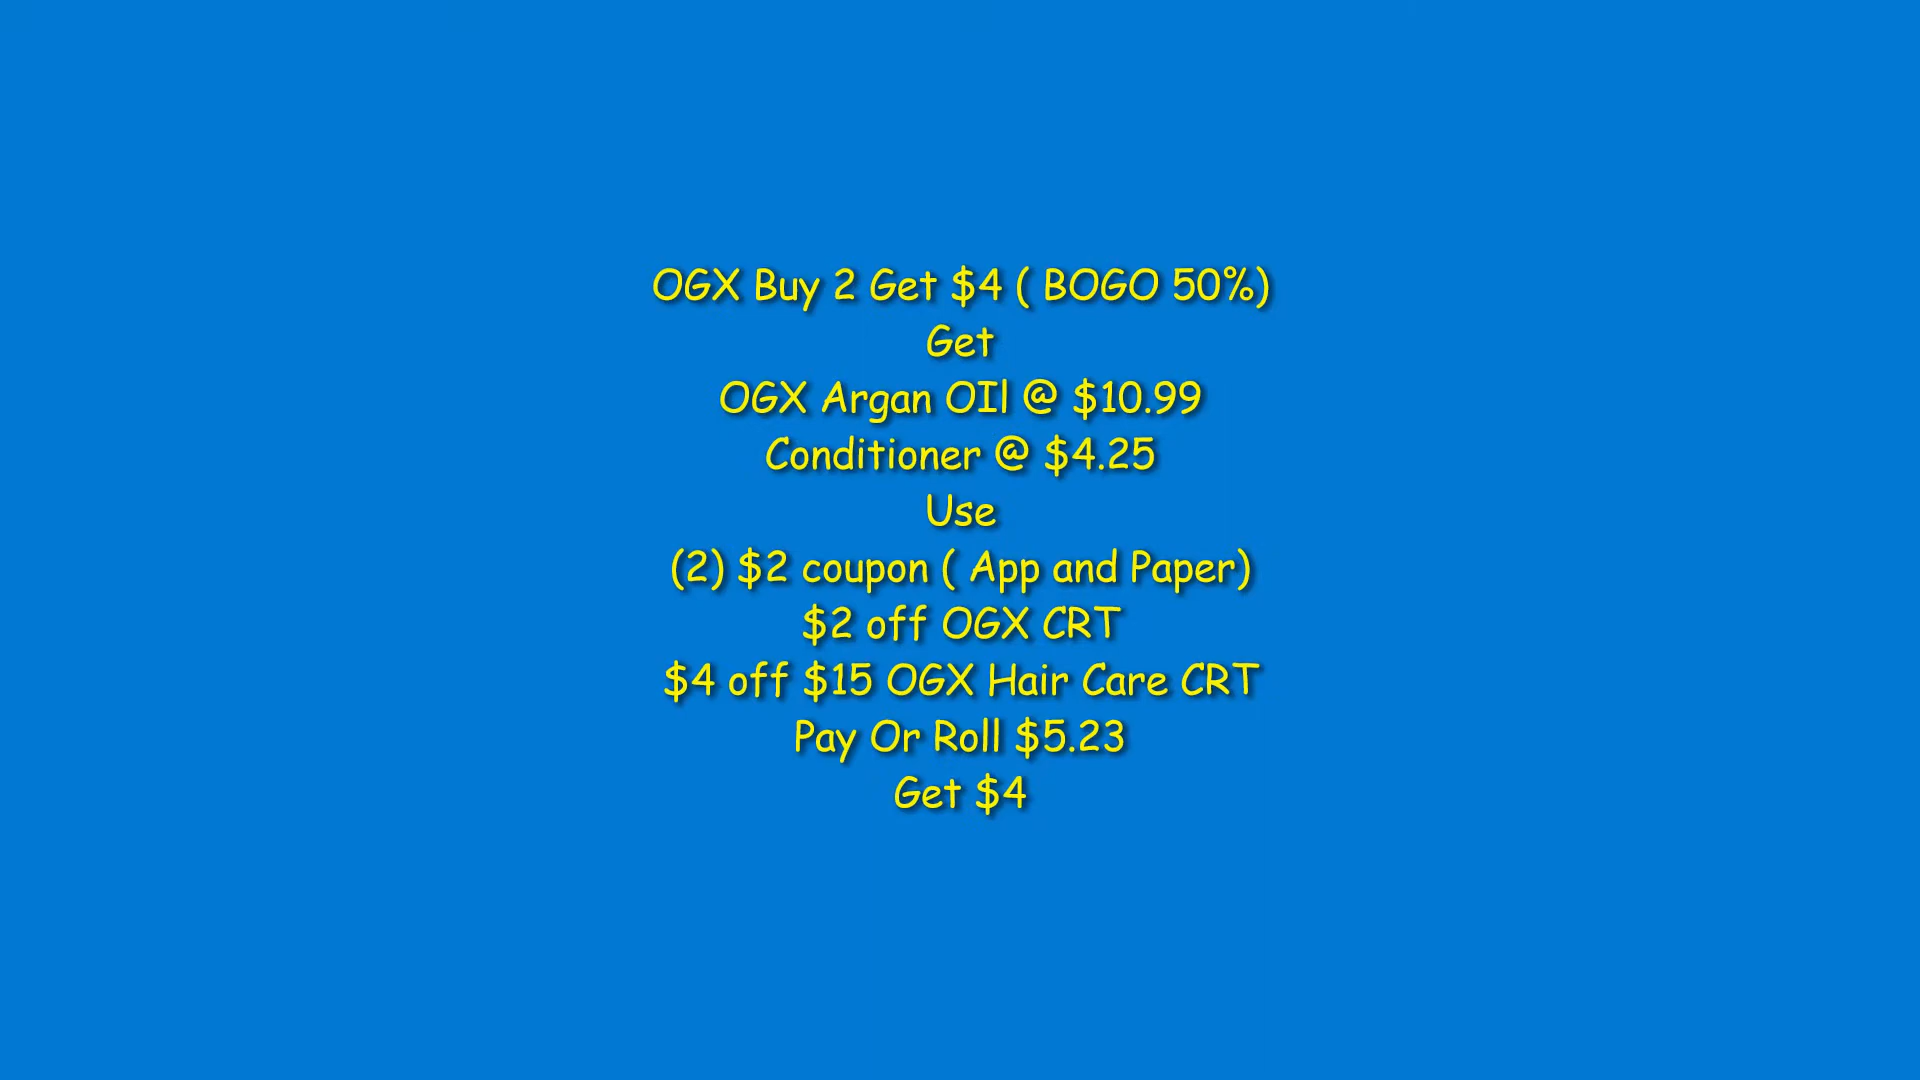 OGX Buy 2 Get $4 ( BOGO 50%)
Get
OGX Argan OIl @ $10.99
Conditioner @ $4.25
Use
(2) $2 coupon ( App and Paper)
$2 off OGX CRT
$4 off $15 OGX Hair Care CRT
Pay Or Roll $5.23
Get $4